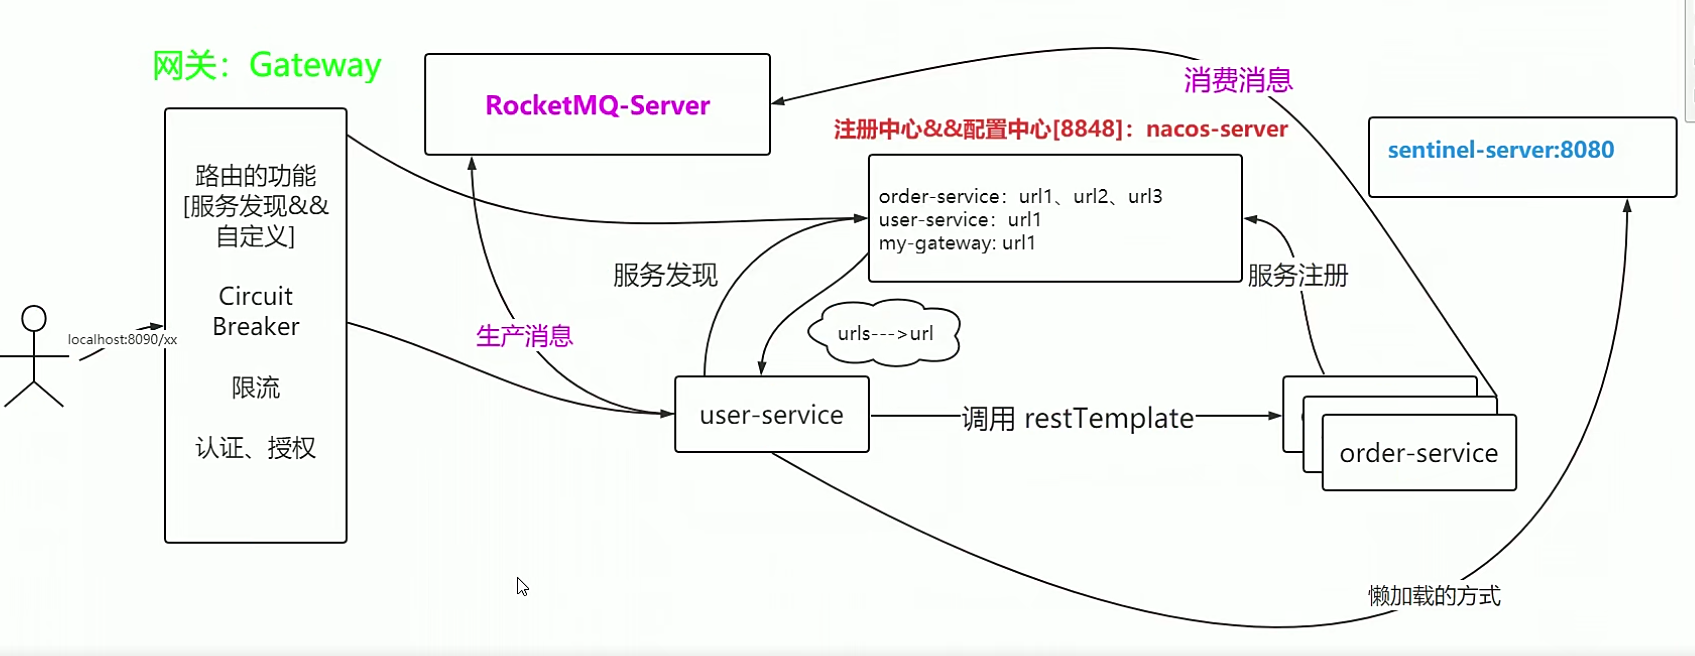 网关：Gateway
路由的功能
[服务发现&&
自定义]
Circuit
Breaker
限流
认证、授权
localhost:8090/xx
RocketMQ-Server
生产消息
消费消息
注册中心&&配置中心[8848]：nacos-server
order-service：url1、url2、url3
user-service：url1
my-gateway: url1
服务发现
服务注册
urls--->url
sentinel-server:8080
user-service
调用 restTemplate
order-service
懒加载的方式